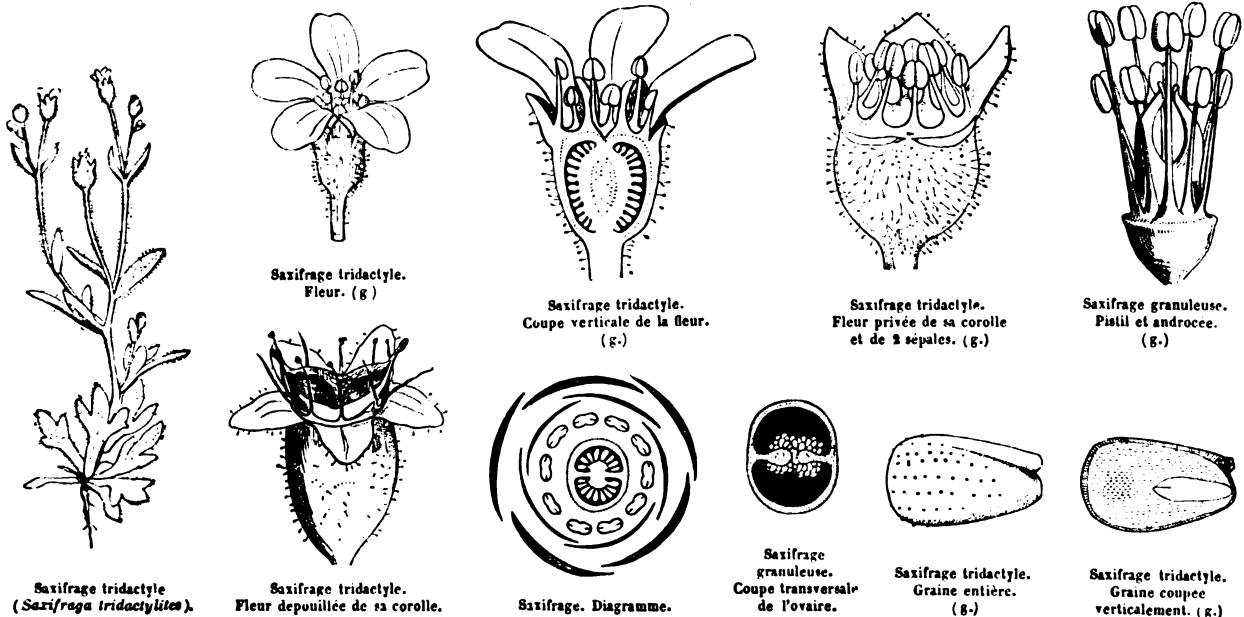 Saxifrage tridactyle.
Fleur. (g)
Saxifrage tridactyle.
Coupe verticale de la fleur.
(g.)
Saxifrage tridactyle.
Fleur privée de sa corolle
et de 2 sépales. (g.)
Saxifrage granuleuse.
Pistil et androcée.
(g.)
Saxifrage tridactyle
(Saxifraga tridactylites).
Saxifrage tridactyle.
Fleur depouillée de sa corolle.
Saxifrage. Diagramme.
Saxifrage
granuleuse.
Coupe transversale
de l'ovaire.
Saxifrage tridactyle.
Graine entière.
(g.)
Saxifrage tridactyle.
Graine coupée
verticalement. (g.)